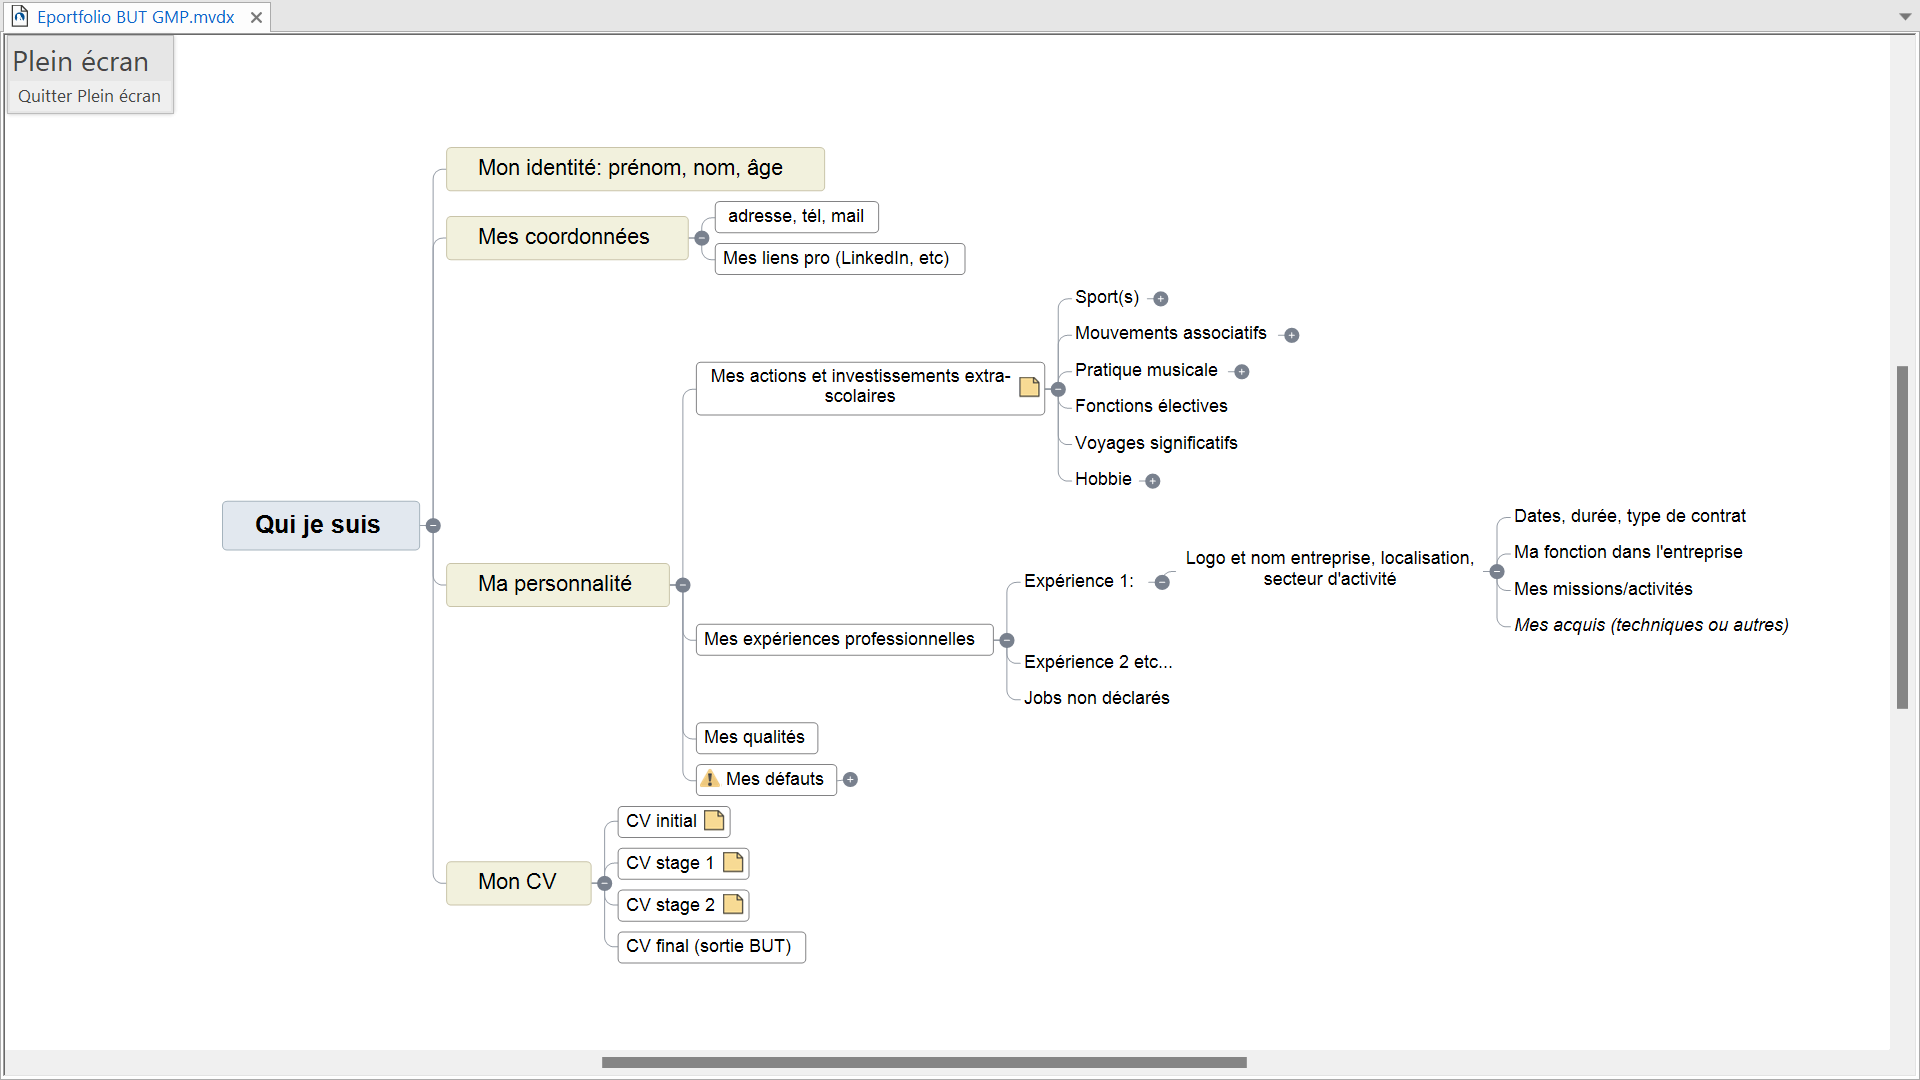 Eportfolio BUT GMP.mvdx
Plein écran
Quitter Plein écran
Qui je suis
Mon identité: prénom, nom, âge
Mes coordonnées
adresse, tél, mail
Mes liens pro (LinkedIn, etc)
Ma personnalité
Mes actions et investissements extra-
scolaires
Sport(s)
Mouvements associatifs
Pratique musicale
Fonctions électives
Voyages significatifs
Hobbie
Mes expériences professionnelles
Expérience 1:
Logo et nom entreprise, localisation,
secteur d'activité
Dates, durée, type de contrat
Ma fonction dans l'entreprise
Mes missions/activités
Mes acquis (techniques ou autres)
Expérience 2 etc...
Jobs non déclarés
Mes qualités
Mes défauts
Mon CV
CV initial
CV stage 1
CV stage 2
CV final (sortie BUT)